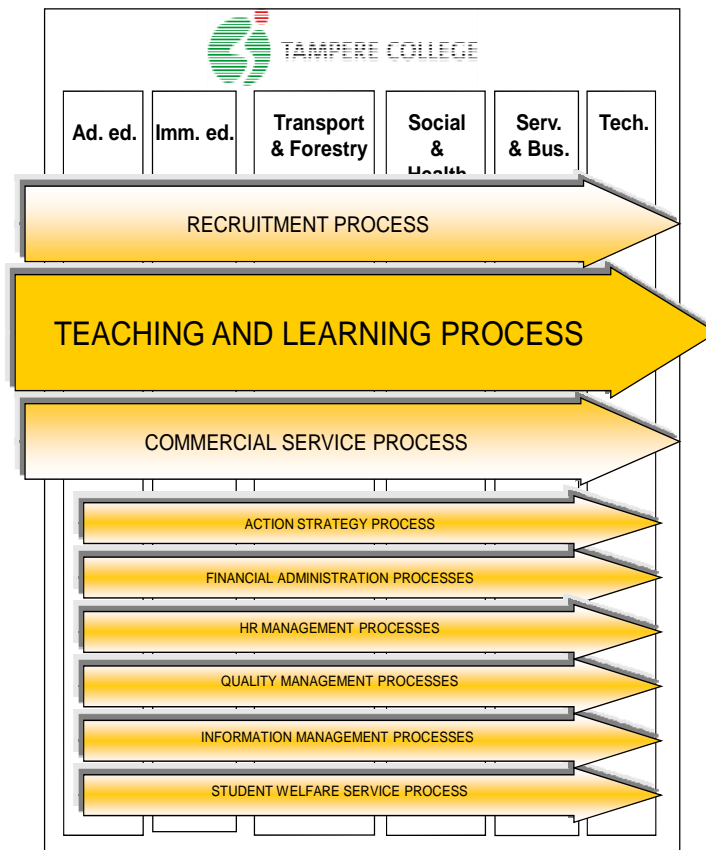 TAMPERE COLLEGE
Ad. ed.
Imm. ed.
Transport
& Forestry
Social
&
Health
Serv.
& Bus.
Tech.
RECRUITMENT PROCESS
TEACHING AND LEARNING PROCESS
COMMERCIAL SERVICE PROCESS
ACTION STRATEGY PROCESS
FINANCIAL ADMINISTRATION PROCESSES
HR MANAGEMENT PROCESSES
QUALITY MANAGEMENT PROCESSES
INFORMATION MANAGEMENT PROCESSES
STUDENT WELFARE SERVICE PROCESS